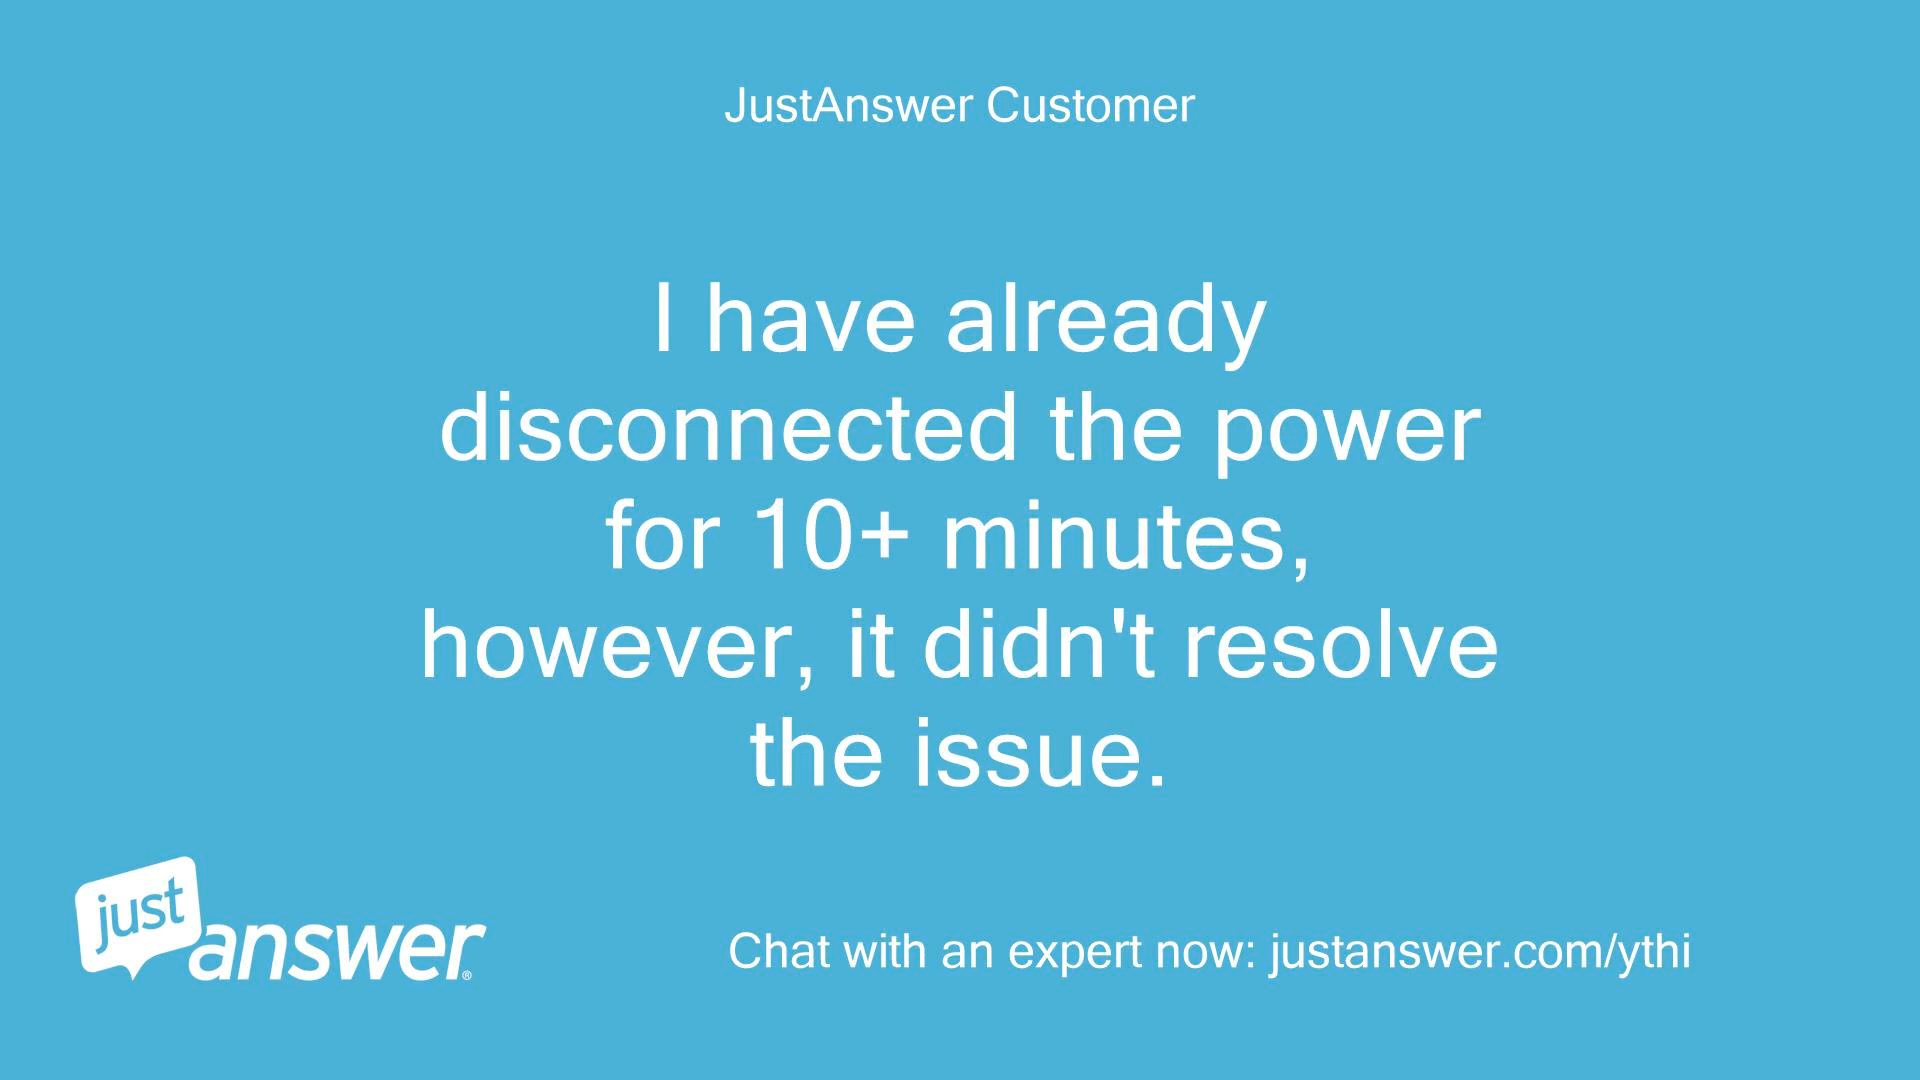 JustAnswer Customer
I have already
disconnected the power
for 10+ minutes,
however, it didn't resolve
the issue.
just
answer®
Chat with an expert now: justanswer.com/ythi